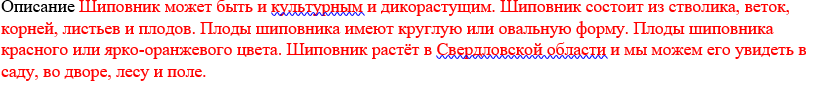 Описание Шиповник может быть и культурным и дикорастущим. Шиповник состоит из стволика, веток,
корней, листьев и плодов. Плоды шиповника имеют круглую или овальную форму. Плоды шиповника
красного или ярко-оранжевого цвета. Шиповник растёт в Свердловской области и мы можем его увидеть в
саду, во дворе, лесу и поле.